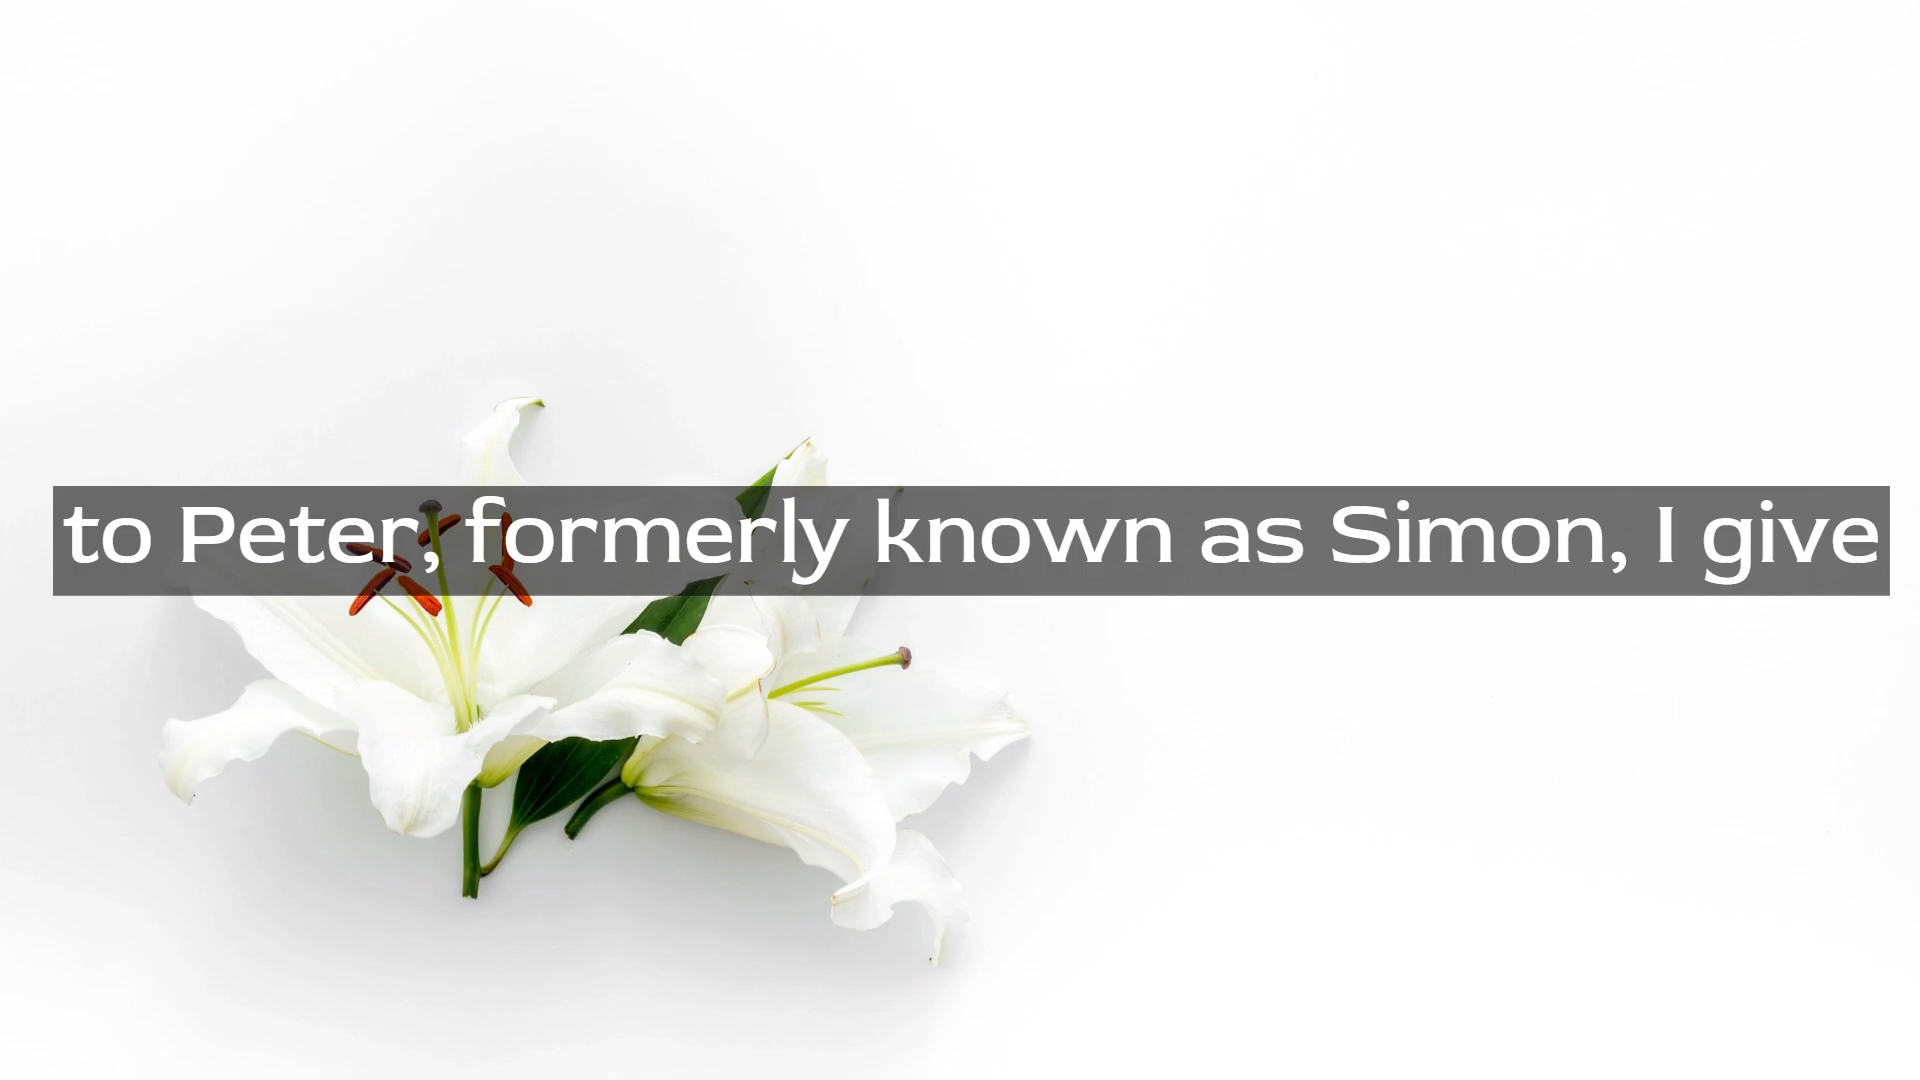 to Peter, formerly known as Simon, I give